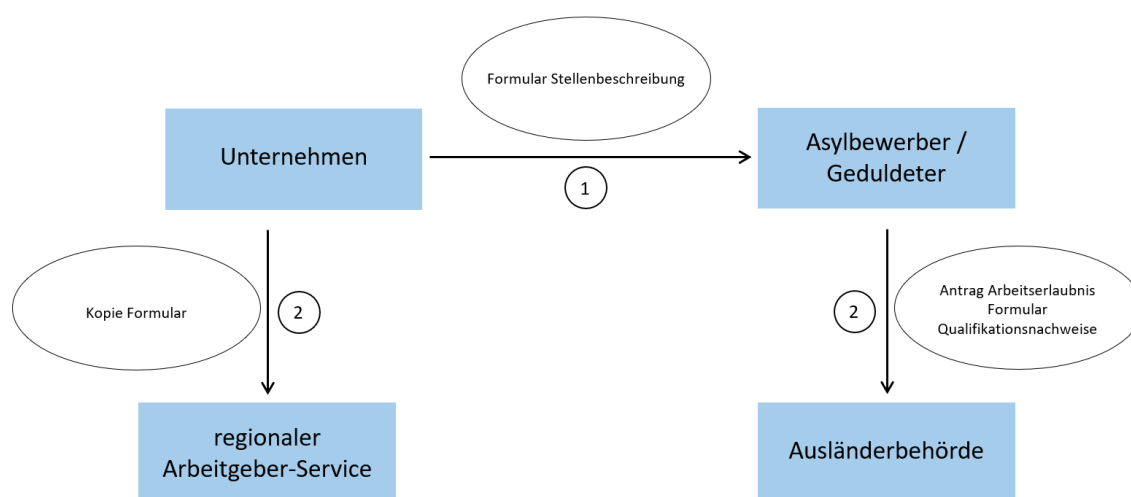 Formular Stellenbeschreibung
Unternehmen
Asylbewerber /
Geduldeter
1
Kopie Formular
2
2
Antrag Arbeitserlaubnis
Formular
Qualifikationsnachweise
regionaler
Arbeitgeber-Service
Ausländerbehörde